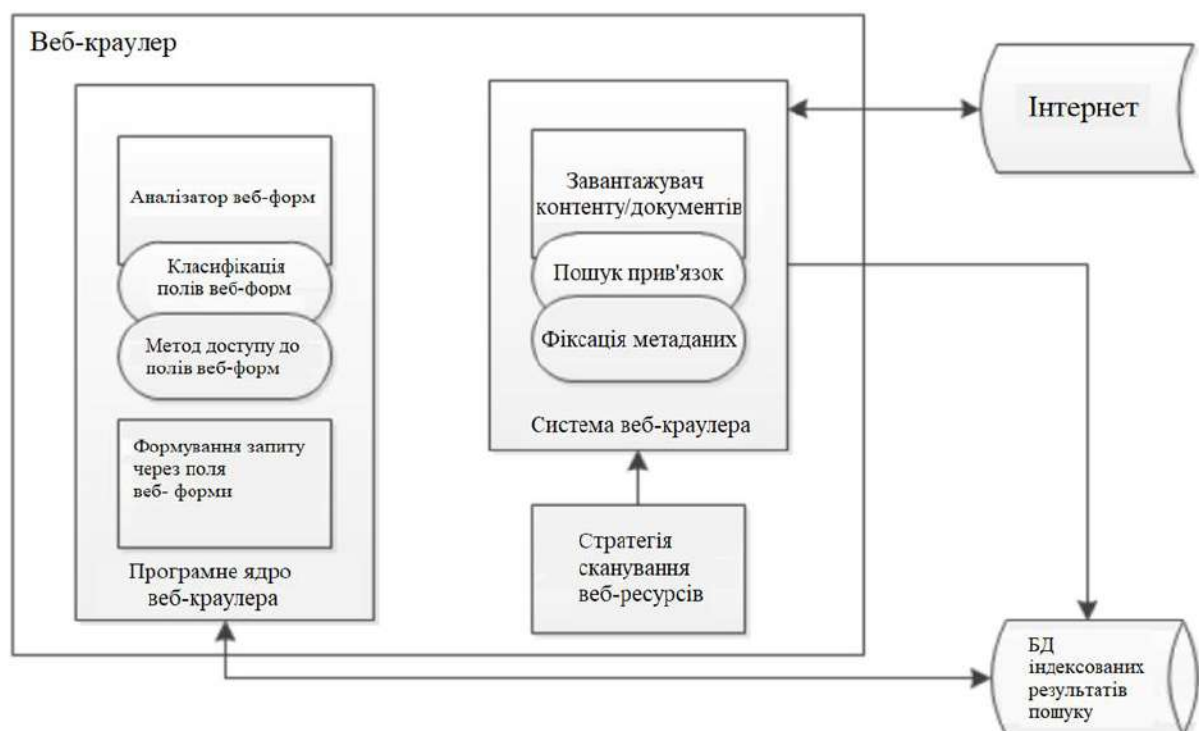 Веб-краулер
Аналізатор веб-форм
Класифікація
полів веб-форм
Метод доступу до
полів веб-форм
Формування запиту
через поля
веб- форми
Програмне ядро
веб-краулера
Завантажувач
контенту/документів
Пошук прив'язок
Фіксація метаданих
Система веб-краулера
Стратегія
сканування
веб-ресурсів
Інтернет
БД
індексованих
результатів
пошуку